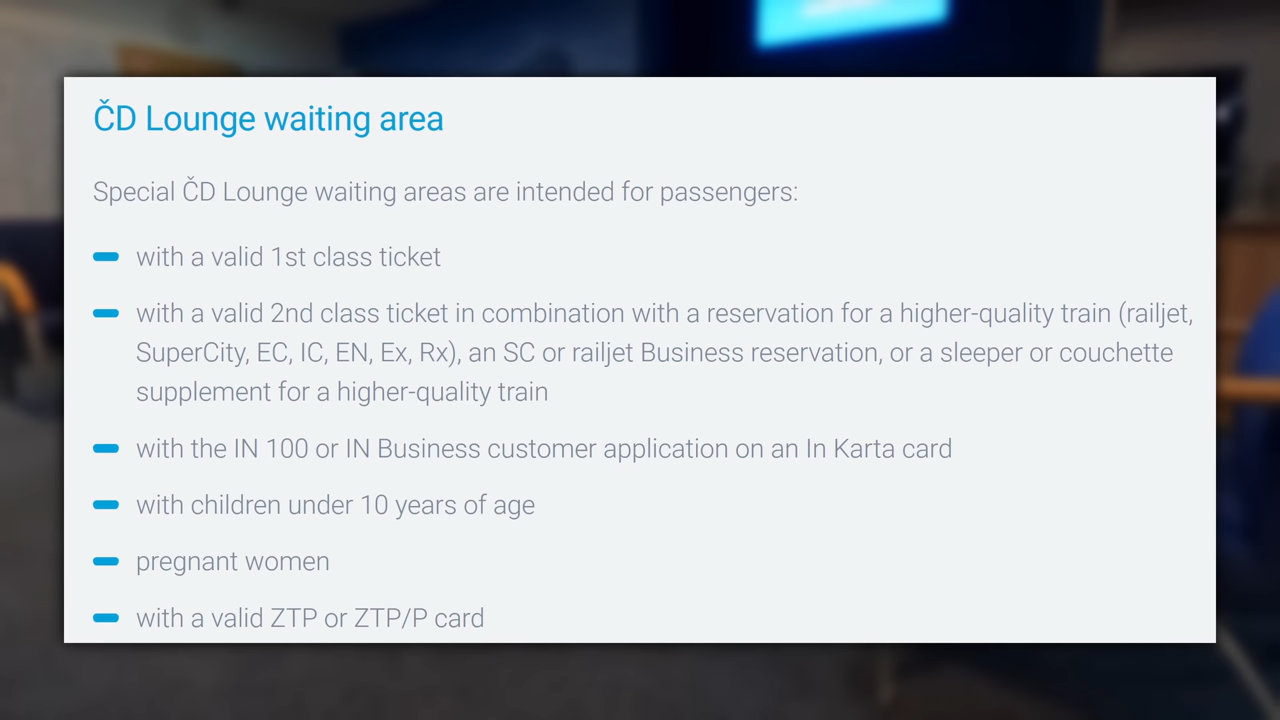 ČD Lounge waiting area
Special ČD Lounge waiting areas are intended for passengers:
with a valid 1st class ticket
with a valid 2nd class ticket in combination with a reservation for a higher-quality train (railjet,
SuperCity, EC, IC, EN, Ex, Rx), an SC or railjet Business reservation, or a sleeper or couchette
supplement for a higher-quality train
with the IN 100 or IN Business customer application on an In Karta card
with children under 10 years of age
pregnant women
with a valid ZTP or ZTP/P card